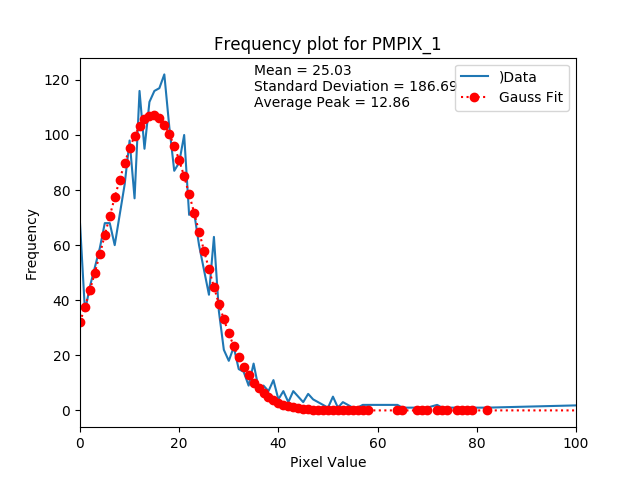 Frequency plot for PMPIX_1
Mean = 25.03
Standard Deviation = 186.69
Average Peak = 12.86
)Data
Gauss Fit
Frequency
120
100
80
60
40
20
0
0 20 40 60 80 100
Pixel Value